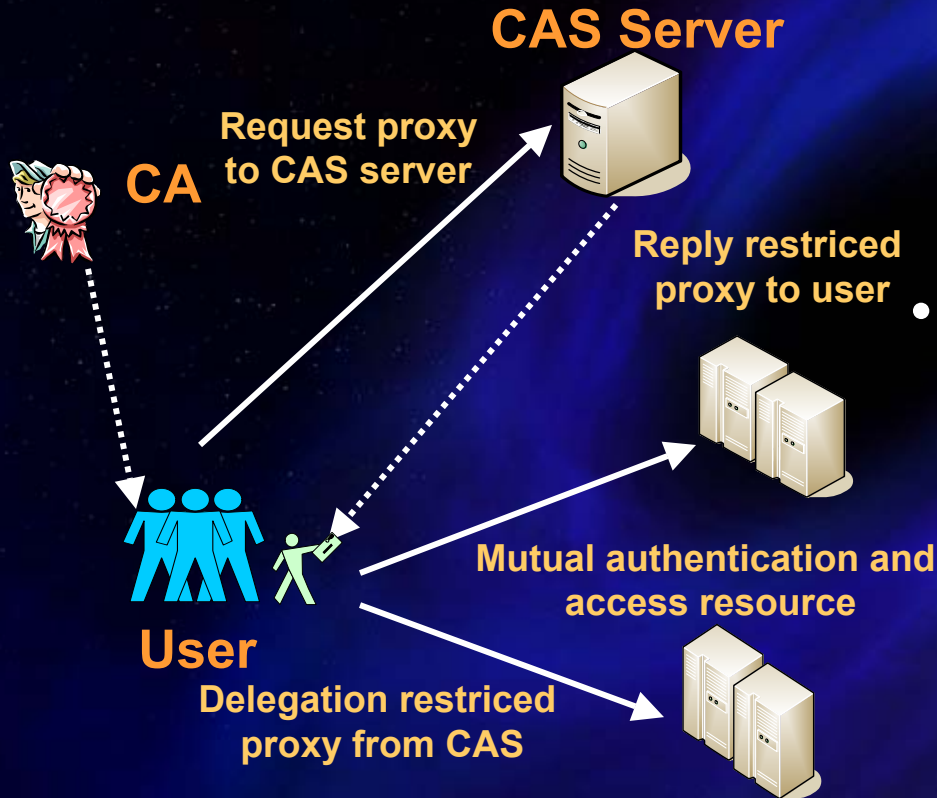 CAS Server
Request proxy
to CAS server
CA
Reply restriced
proxy to user
Mutual authentication and
access resource
User
Delegation restriced
proxy from CAS